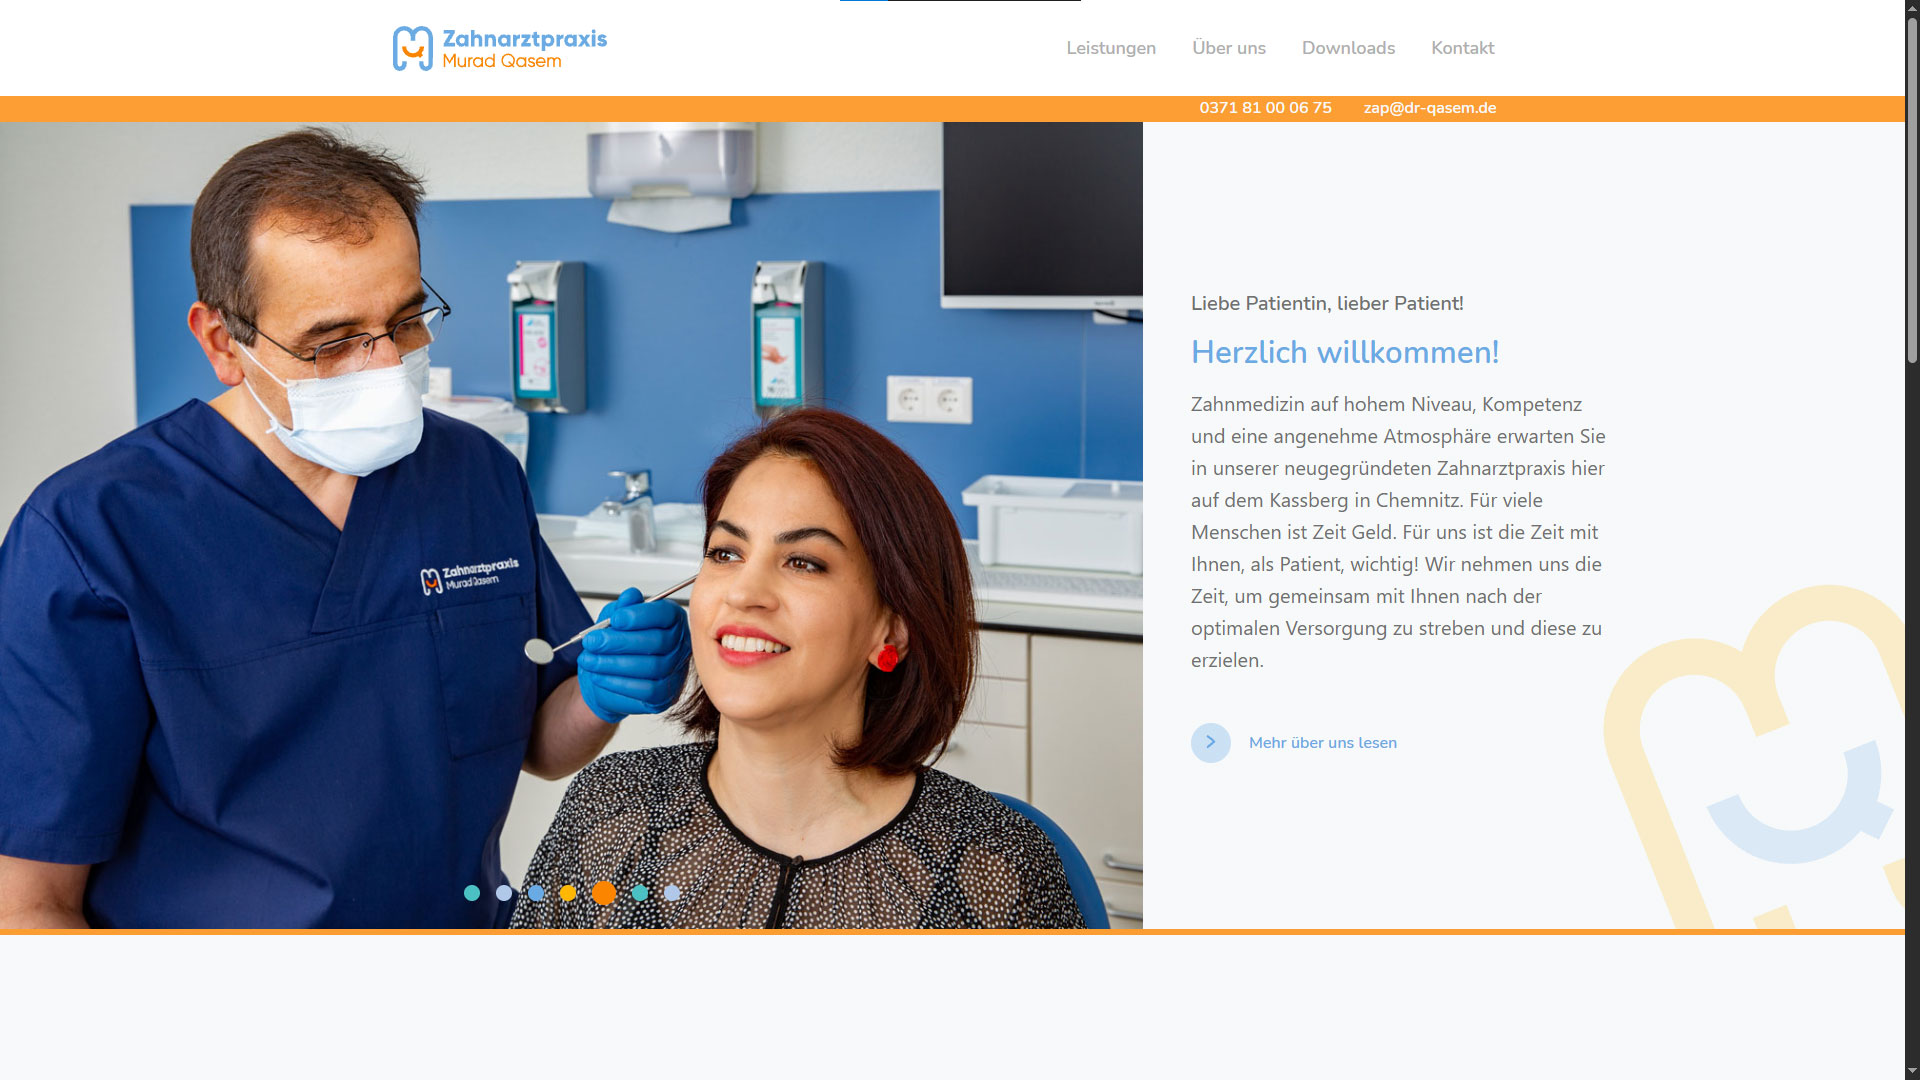 Zahnarztpraxis
Murad Qasem
Leistungen Über uns Downloads Kontakt
0371 81 00 06 75 zap@dr-qasem.de
Zahnarztpraxis
Murad Qasem
Liebe Patientin, lieber Patient!
Herzlich willkommen!
Zahnmedizin auf hohem Niveau, Kompetenz
und eine angenehme Atmosphäre erwarten Sie
in unserer neugegründeten Zahnarztpraxis hier
auf dem Kassberg in Chemnitz. Für viele
Menschen ist Zeit Geld. Für uns ist die Zeit mit
Ihnen, als Patient, wichtig! Wir nehmen uns die
Zeit, um gemeinsam mit Ihnen nach der
optimalen Versorgung zu streben und diese zu
erzielen.
Mehr über uns lesen